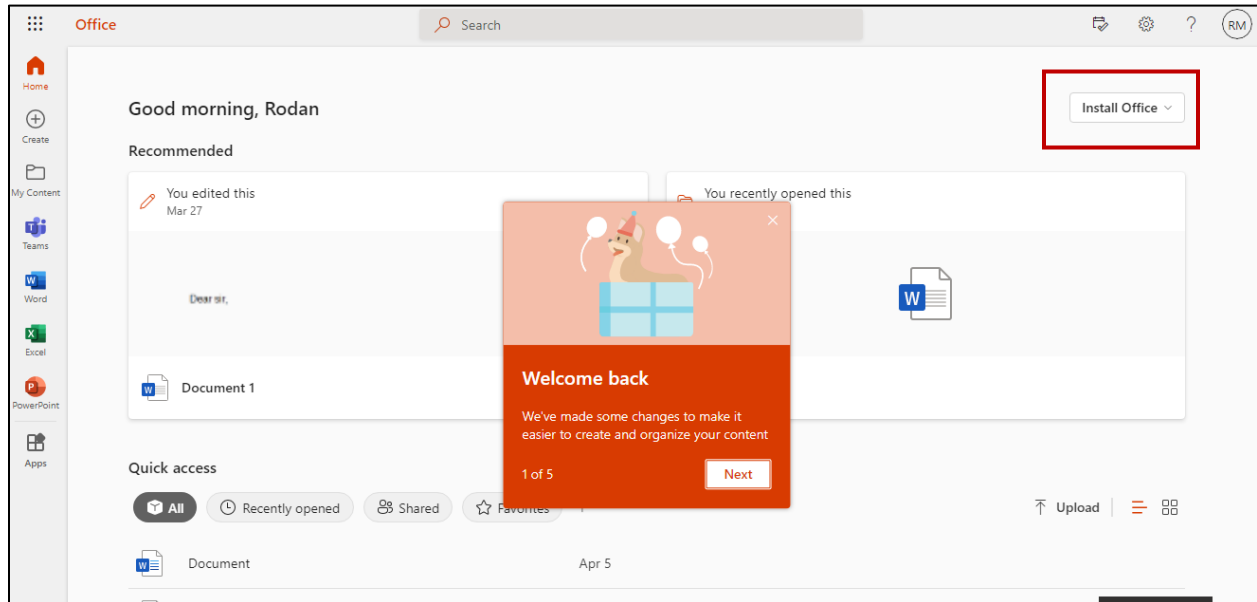 Office
Search
RM
Home
Create
My Content
Teams
Word
Excel
PowerPoint
Apps
Good morning, Rodan
Install Office
Recommended
You edited this
Mar 27
You recently opened this
Dear sir,
W
W
Document 1
Welcome back
We've made some changes to make it
easier to create and organize your content
1 of 5
Next
Quick access
All
Recently opened
Shared
Favorites
Upload
W
Document
Apr 5